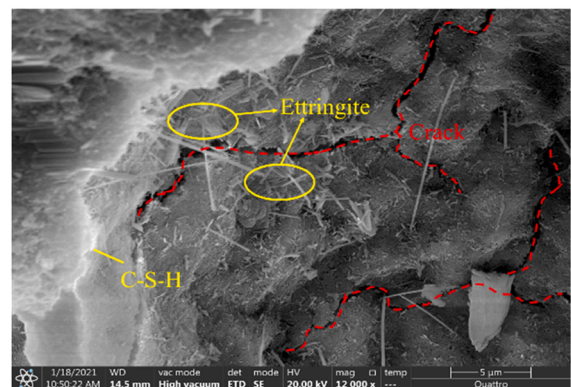 Ettringite
Crack
C-S-H
1/18/2021
10:50:22 AM
WD
14.5 mm
vac mode
High vacuum
det
ETD
mode
SE
HV
20.00 kV
mag
12 000 x
temp
---
5 µm
Quattro